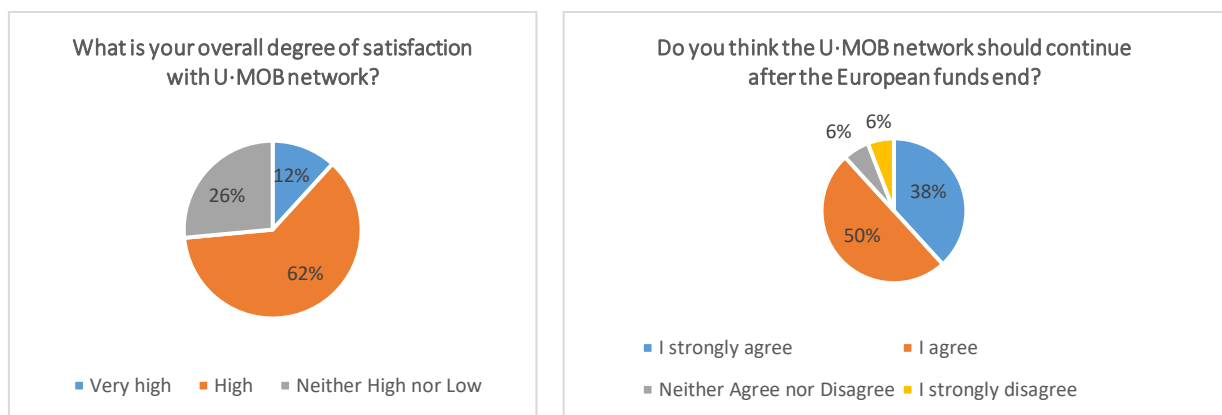 What is your overall degree of satisfaction
with U·MOB network?
12%
26%
62%
Very high
High
Neither High nor Low
Do you think the U·MOB network should continue
after the European funds end?
6%
6%
38%
50%
I strongly agree
I agree
Neither Agree nor Disagree
I strongly disagree